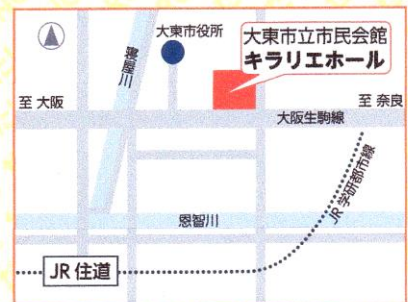 大東市役所
大東市立市民会館
キラリエホール
寝屋川
至 大阪
至 奈良
大阪生駒線
JR 学研都市線
恩智川
JR 住道